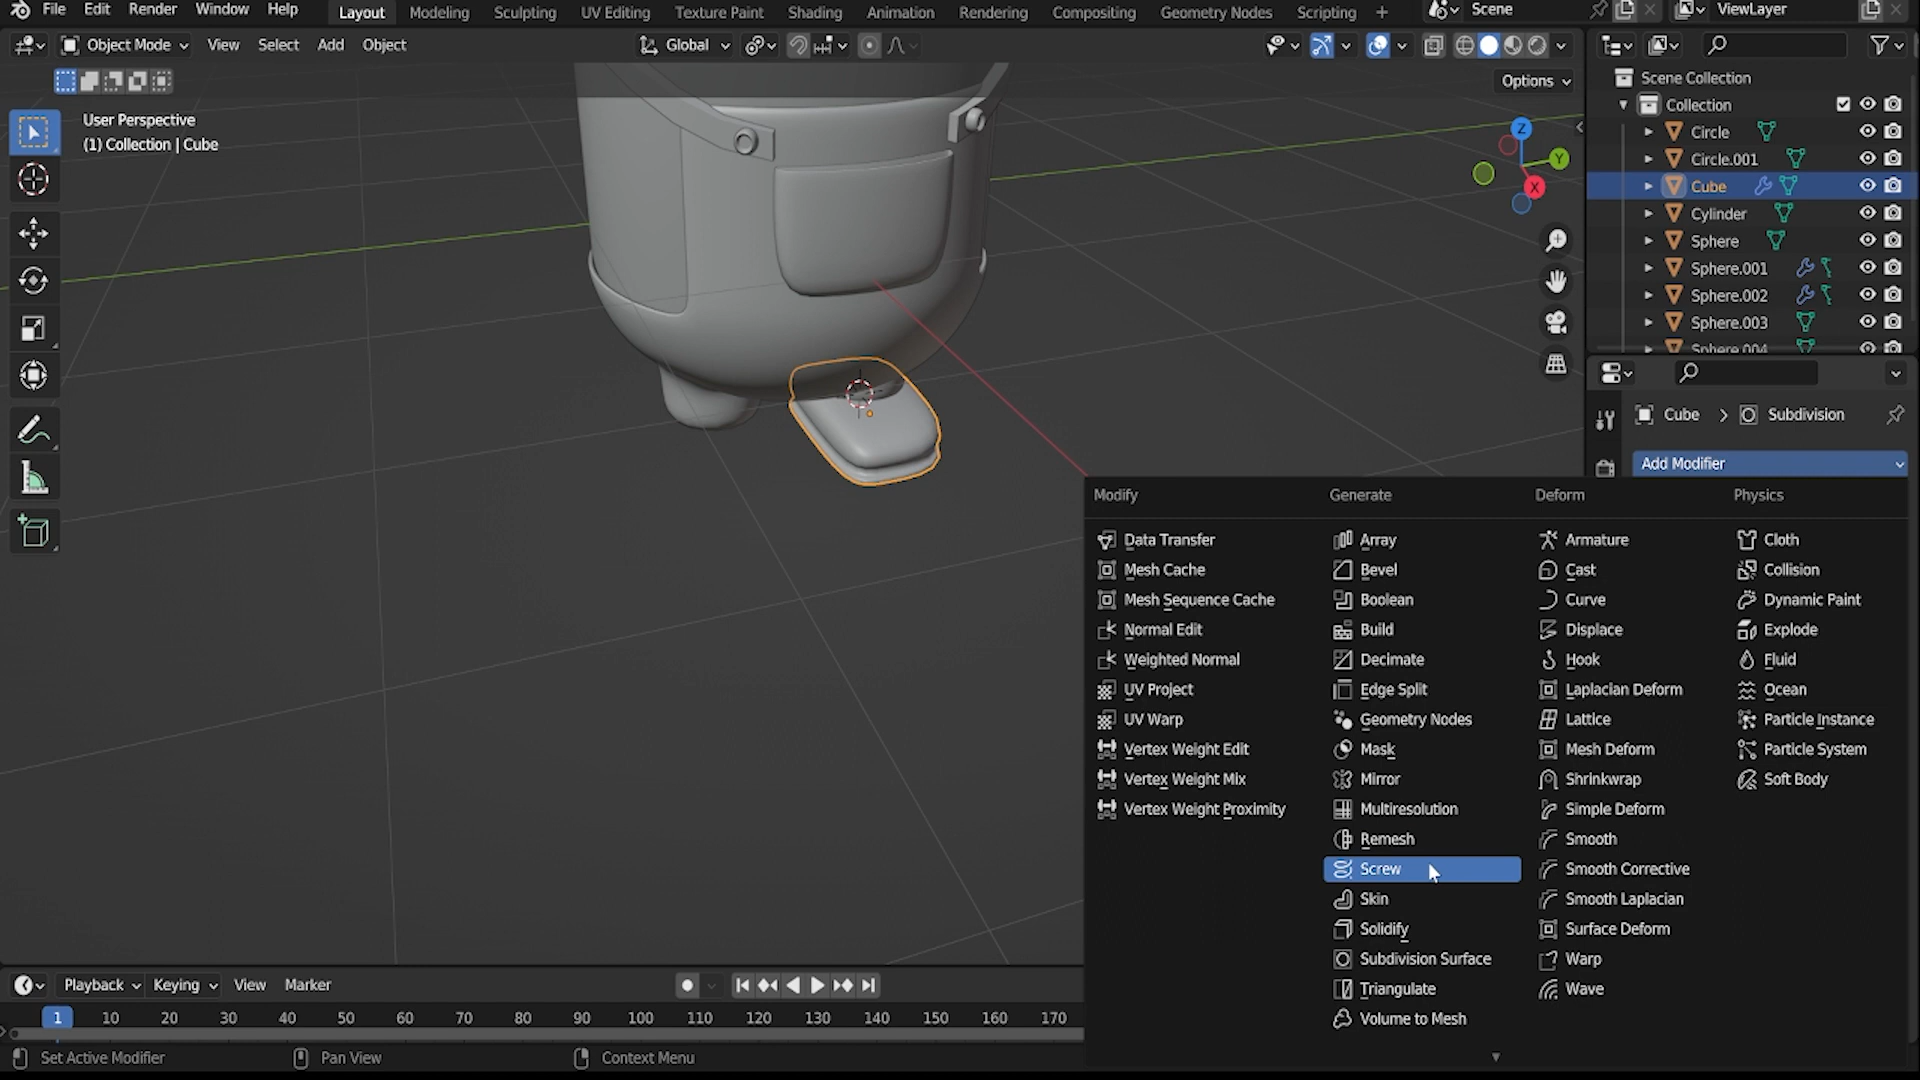 File Edit Render Window Help Layout Modeling Sculpting UV Editing Texture Paint Shading Animation Rendering Compositing Geometry Nodes Scripting + Scene ViewLayer
Object Mode View Select Add Object Global
Options
User Perspective
(1) Collection | Cube
Z
Y
X
Scene Collection
Collection
Circle
Circle.001
Cube
Cylinder
Sphere
Sphere.001
Sphere.002
Sphere.003
Sphere.004
Cube > Subdivision
Add Modifier
Modify Generate Deform Physics
Data Transfer Array Armature Cloth
Mesh Cache Bevel Cast Collision
Mesh Sequence Cache Boolean Curve Dynamic Paint
Normal Edit Build Displace Explode
Weighted Normal Decimate Hook Fluid
UV Project Edge Split Laplacian Deform Ocean
UV Warp Geometry Nodes Lattice Particle Instance
Vertex Weight Edit Mask Mesh Deform Particle System
Vertex Weight Mix Mirror Shrinkwrap Soft Body
Vertex Weight Proximity Multiresolution Simple Deform
Remesh Smooth
Screw Smooth Corrective
Skin Smooth Laplacian
Solidify Surface Deform
Subdivision Surface Warp
Triangulate Wave
Volume to Mesh
Playback Keying View Marker
1 10 20 30 40 50 60 70 80 90 100 110 120 130 140 150 160 170
Set Active Modifier Pan View Context Menu